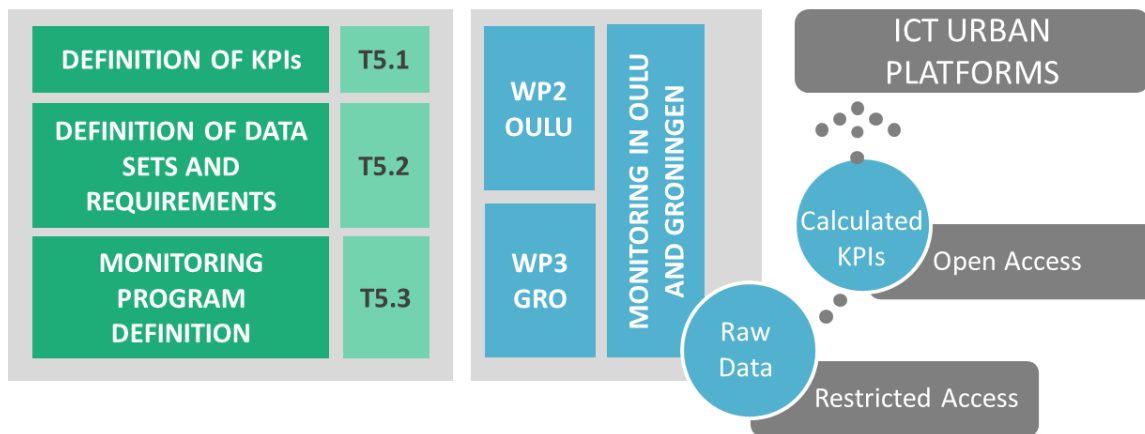 DEFINITION OF KPIs
T5.1
DEFINITION OF DATA
SETS AND
REQUIREMENTS
T5.2
MONITORING
PROGRAM
DEFINITION
T5.3
WP2
OULU
WP3
GRO
MONITORING IN OULU
AND GRONINGEN
ICT URBAN
PLATFORMS
Calculated
KPIs
Open Access
Raw
Data
Restricted Access